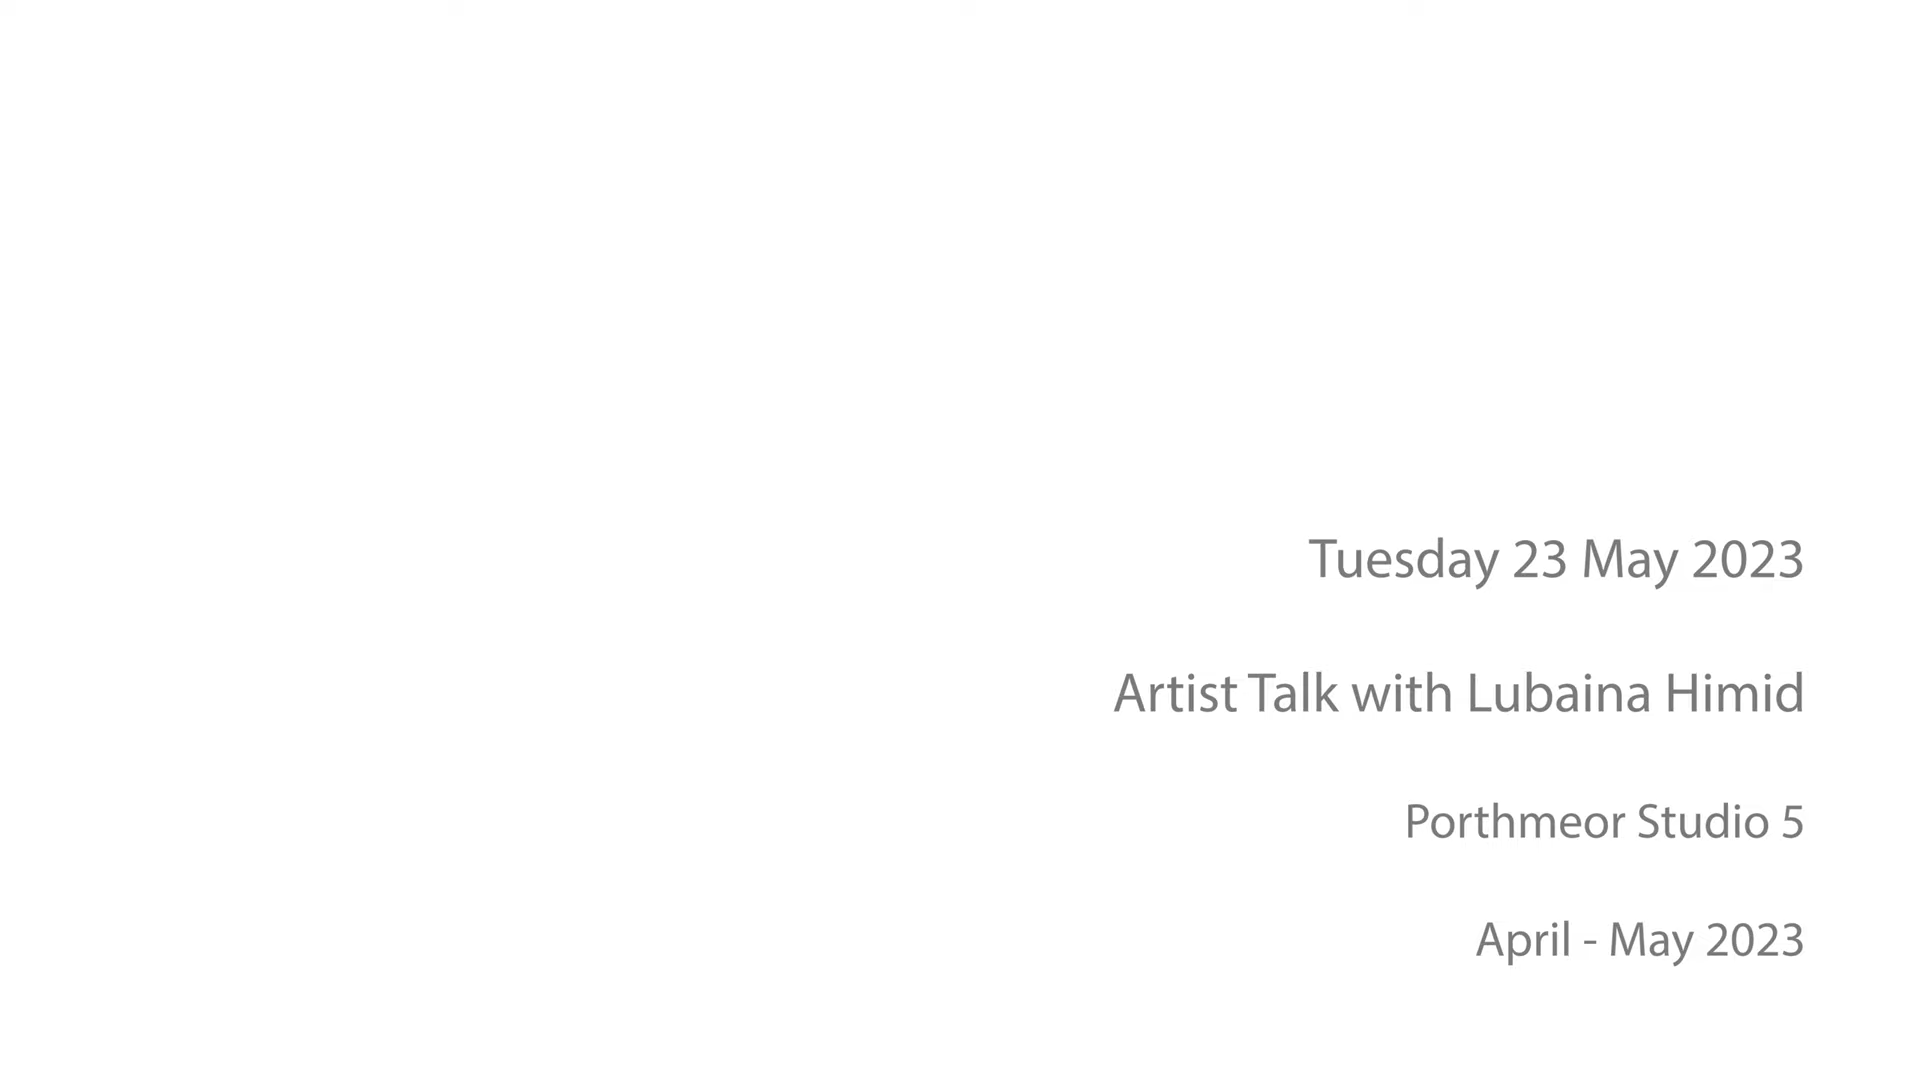 Tuesday 23 May 2023
Artist Talk with Lubaina Himid
Porthmeor Studio 5
April - May 2023